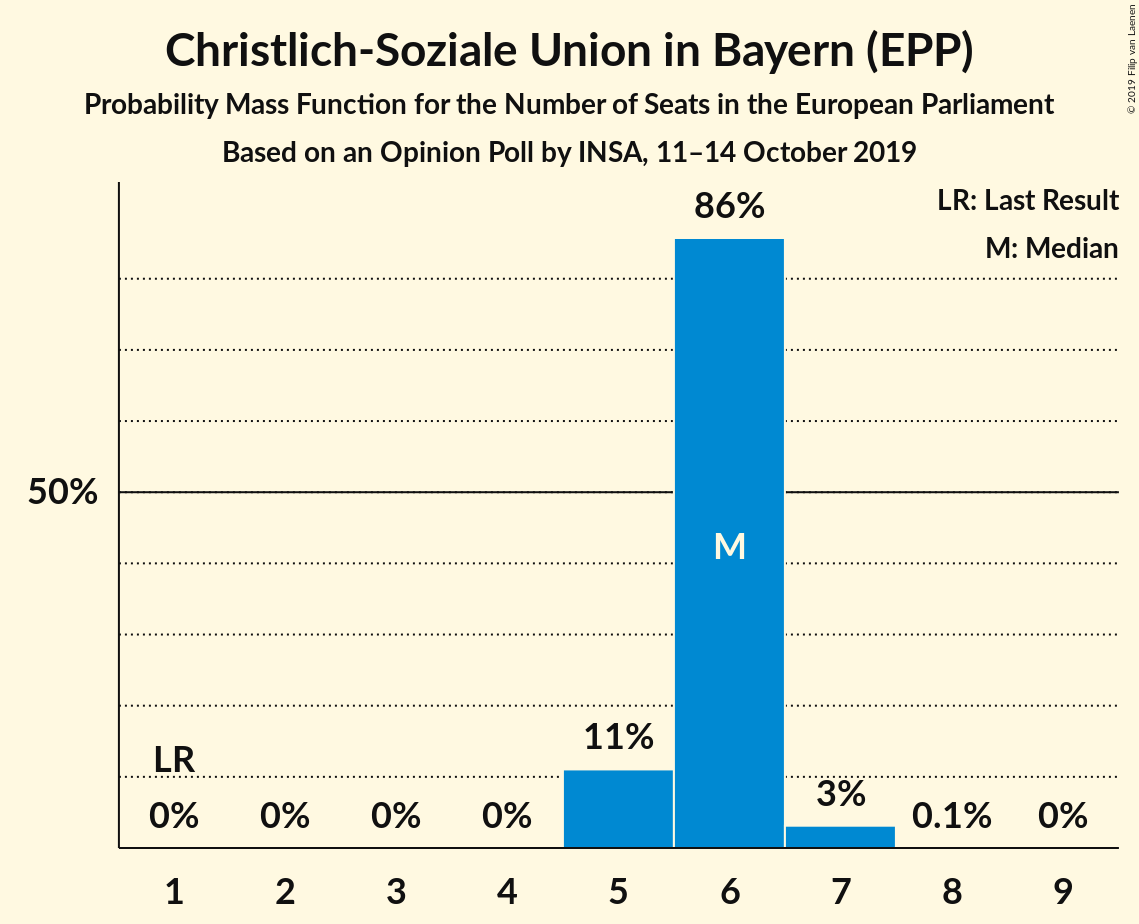 Christlich-Soziale Union in Bayern (EPP)
Probability Mass Function for the Number of Seats in the European Parliament
Based on an Opinion Poll by INSA, 11–14 October 2019
© 2019 Filip van Laenen
LR: Last Result
M: Median
86%
50%
M
11%
LR
3%
0% 0% 0% 0% 0.1% 0%
1 2 3 4 5 6 7 8 9